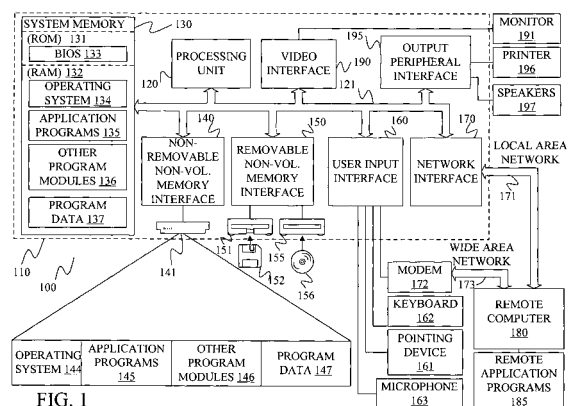 SYSTEM MEMORY
(ROM) 131
BIOS 133
(RAM) 132
OPERATING
SYSTEM 134
APPLICATION
PROGRAMS 135
OTHER
PROGRAM
MODULES 136
PROGRAM
DATA 137
130
PROCESSING
UNIT
120
VIDEO
INTERFACE
190
195
OUTPUT
PERIPHERAL
INTERFACE
121
MONITOR
191
PRINTER
196
SPEAKERS
197
140
NON-
REMOVABLE
NON-VOL.
MEMORY
INTERFACE
150
REMOVABLE
NON-VOL.
MEMORY
INTERFACE
160
USER INPUT
INTERFACE
170
NETWORK
INTERFACE
LOCAL AREA
NETWORK
171
110
100
141
151
152
155
156
WIDE AREA
NETWORK
173
MODEM
172
KEYBOARD
162
POINTING
DEVICE
161
MICROPHONE
163
REMOTE
COMPUTER
180
REMOTE
APPLICATION
PROGRAMS
185
OPERATING
SYSTEM 144
APPLICATION
PROGRAMS
145
OTHER
PROGRAM
MODULES 146
PROGRAM
DATA 147
FIG. 1